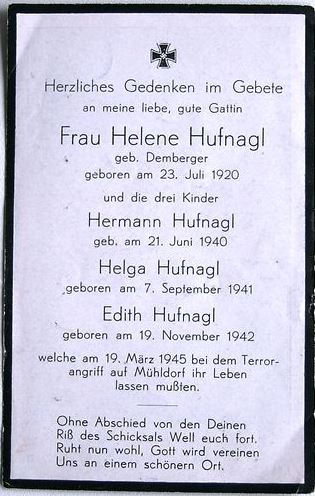 Herzliches Gedenken im Gebete
an meine liebe, gute Gattin
Frau Helene Hufnagl
geb. Demberger
geboren am 23. Juli 1920
und die drei Kinder
Hermann Hufnagl
geb. am 21. Juni 1940
Helga Hufnagl
geboren am 7. September 1941
Edith Hufnagl
geboren am 19. November 1942
welche am 19. März 1945 bei dem Terror-
angriff auf Mühldorf ihr Leben
lassen mußten.
Ohne Abschied von den Deinen
Riß des Schicksals Well euch fort.
Ruht nun wohl, Gott wird vereinen
Uns an einem schönern Ort.